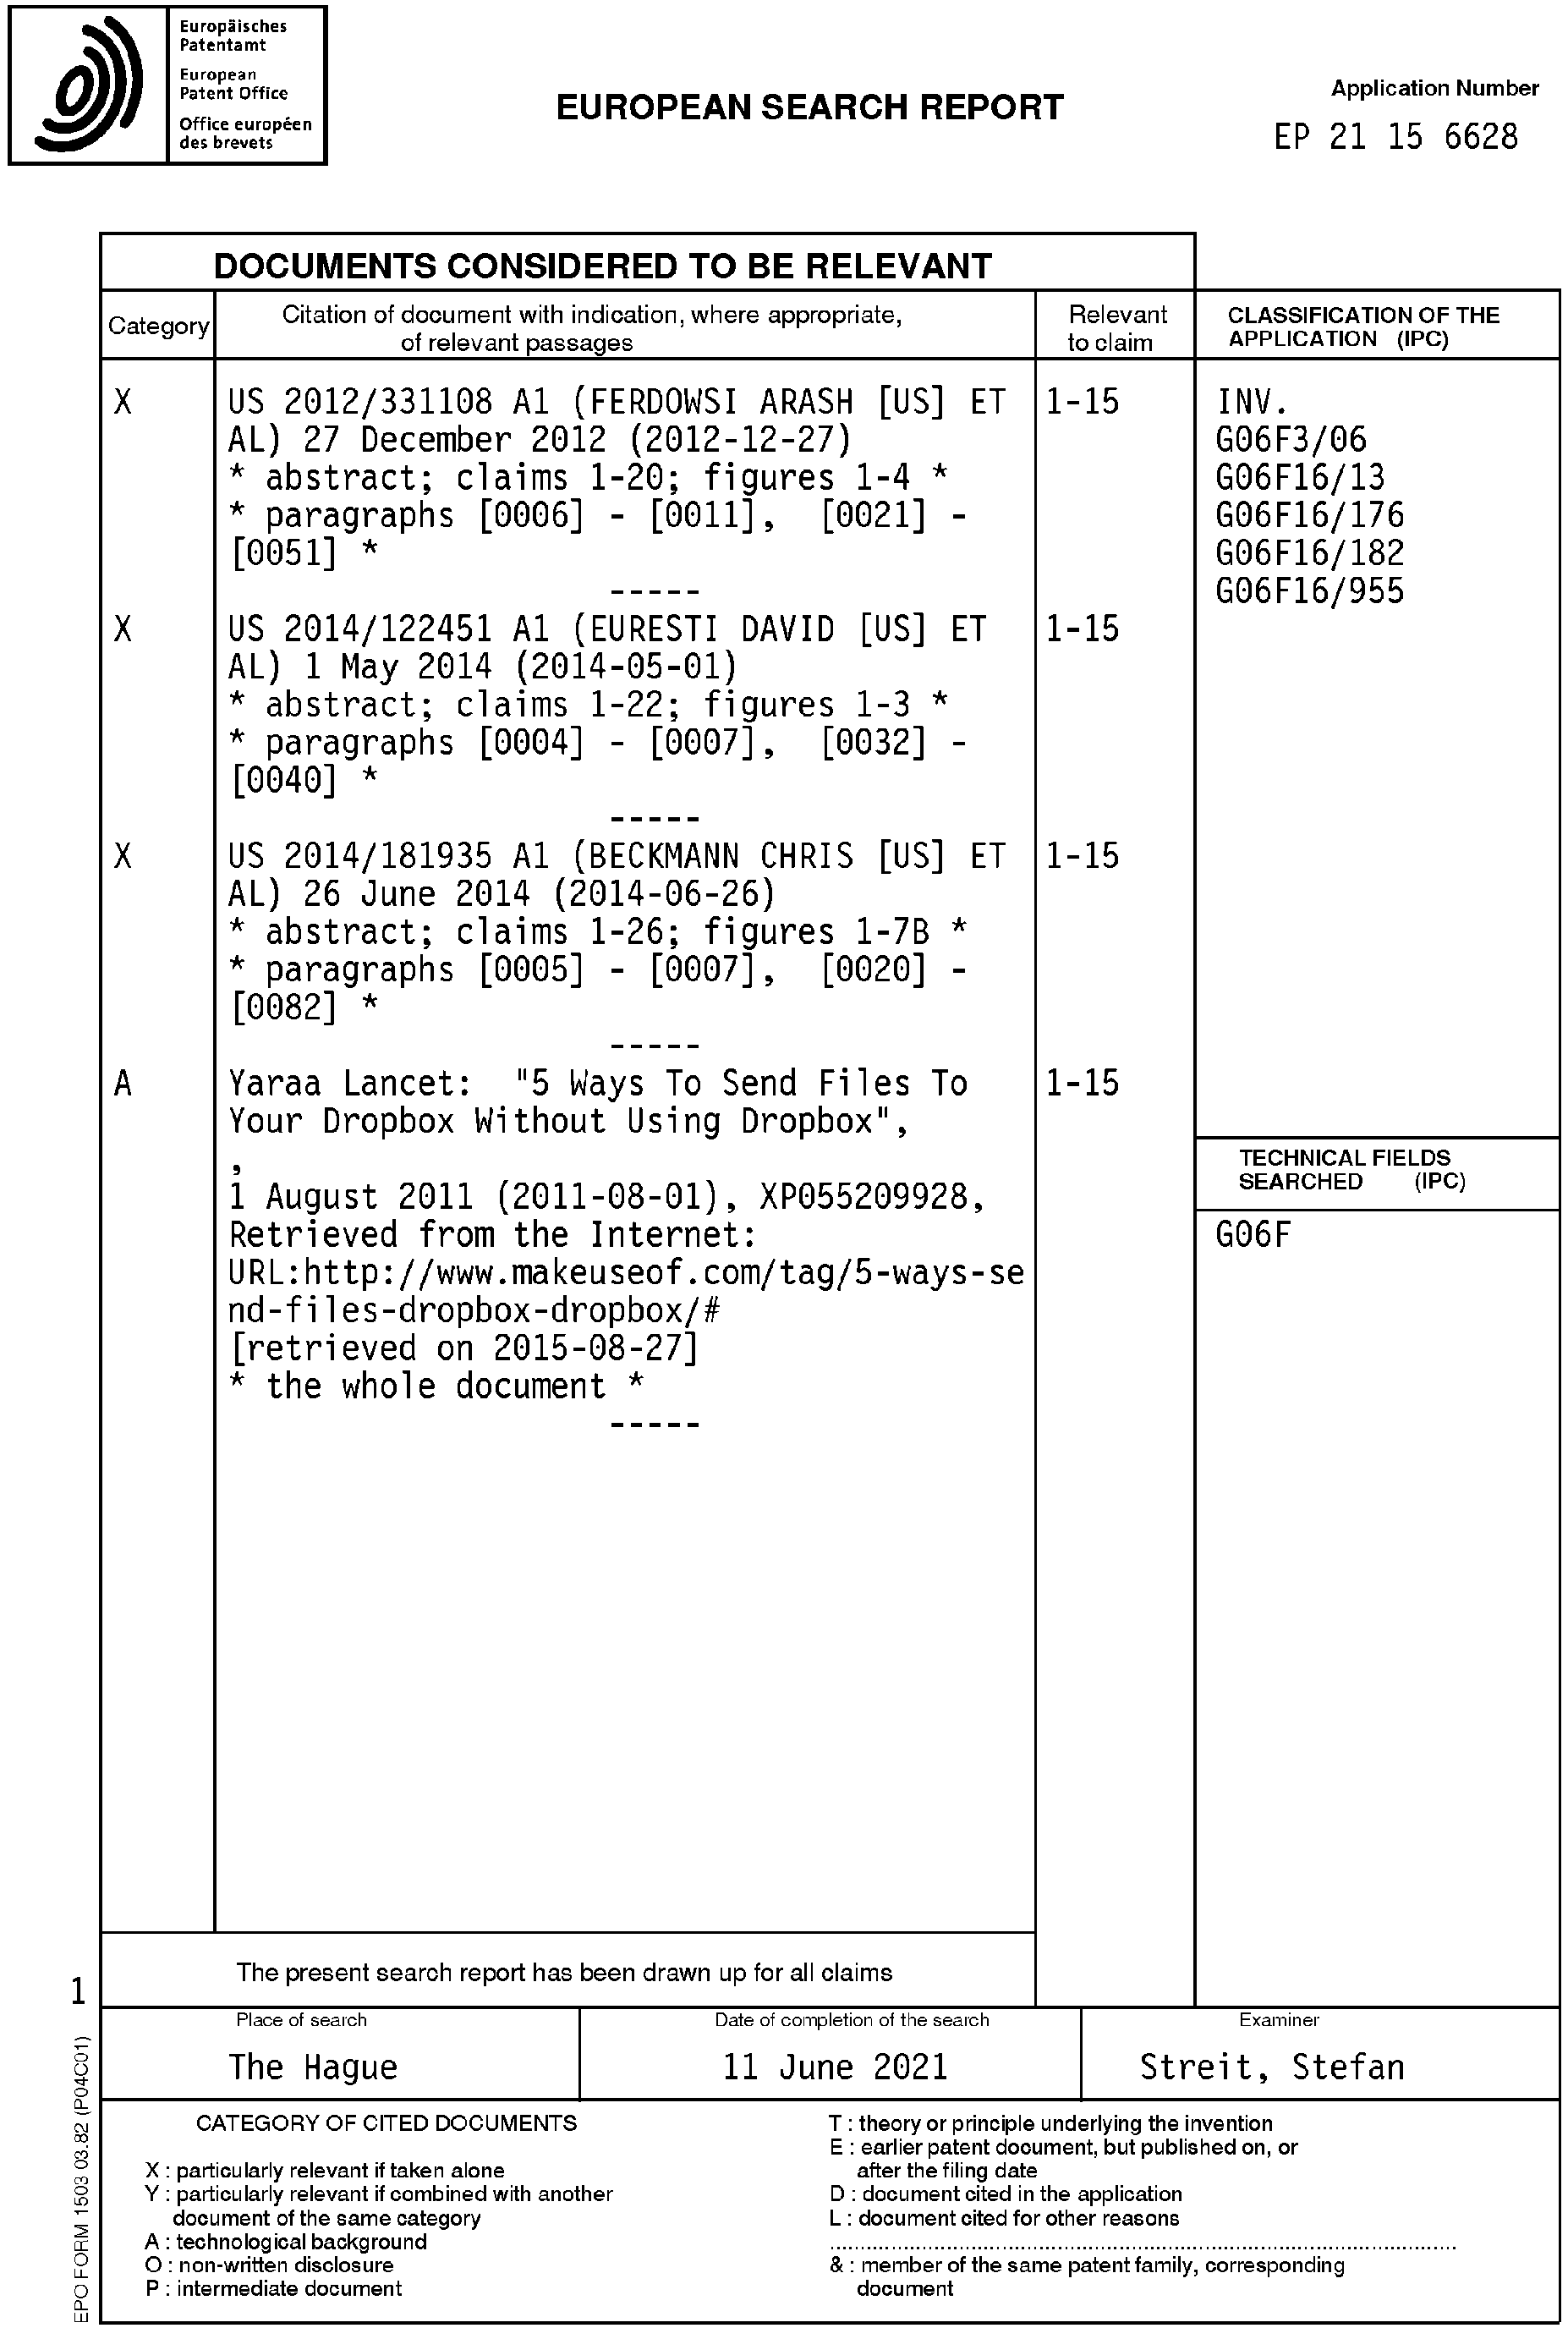 Europäisches
Patentamt
European
Patent Office
Office européen
des brevets
EUROPEAN SEARCH REPORT
Application Number
EP 21 15 6628
DOCUMENTS CONSIDERED TO BE RELEVANT
Category
Citation of document with indication, where appropriate,
of relevant passages
Relevant
to claim
CLASSIFICATION OF THE
APPLICATION (IPC)
X
US 2012/331108 A1 (FERDOWSI ARASH [US] ET
AL) 27 December 2012 (2012-12-27)
* abstract; claims 1-20; figures 1-4 *
* paragraphs [0006] - [0011], [0021] -
[0051] *
-----
1-15
X
US 2014/122451 A1 (EURESTI DAVID [US] ET
AL) 1 May 2014 (2014-05-01)
* abstract; claims 1-22; figures 1-3 *
* paragraphs [0004] - [0007], [0032] -
[0040] *
-----
1-15
X
US 2014/181935 A1 (BECKMANN CHRIS [US] ET
AL) 26 June 2014 (2014-06-26)
* abstract; claims 1-26; figures 1-7B *
* paragraphs [0005] - [0007], [0020] -
[0082] *
-----
1-15
A
Yaraa Lancet: "5 Ways To Send Files To
Your Dropbox Without Using Dropbox",
,
1 August 2011 (2011-08-01), XP055209928,
Retrieved from the Internet:
URL:http://www.makeuseof.com/tag/5-ways-se
nd-files-dropbox-dropbox/#
[retrieved on 2015-08-27]
* the whole document *
-----
1-15
INV.
G06F3/06
G06F16/13
G06F16/176
G06F16/182
G06F16/955
TECHNICAL FIELDS
SEARCHED (IPC)
G06F
The present search report has been drawn up for all claims
1
Place of search
The Hague
Date of completion of the search
11 June 2021
Examiner
Streit, Stefan
CATEGORY OF CITED DOCUMENTS
X : particularly relevant if taken alone
Y : particularly relevant if combined with another
document of the same category
A : technological background
O : non-written disclosure
P : intermediate document
T : theory or principle underlying the invention
E : earlier patent document, but published on, or
after the filing date
D : document cited in the application
L : document cited for other reasons
& : member of the same patent family, corresponding
document
EPO FORM 1503 03.82 (P04C01)